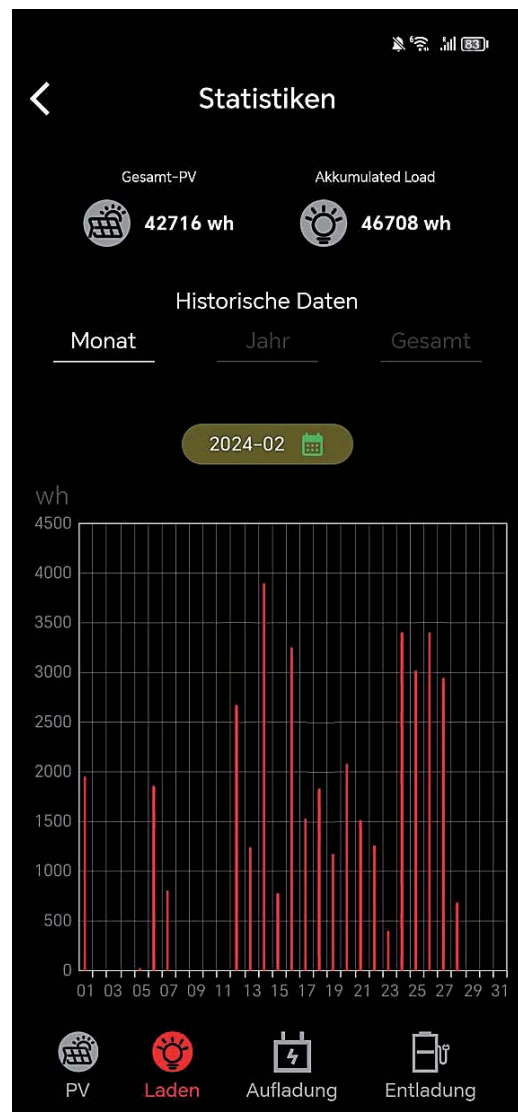 83
Statistiken
Gesamt-PV Akkumulated Load
42716 wh 46708 wh
Historische Daten
Monat Jahr Gesamt
2024-02
wh
4500
4000
3500
3000
2500
2000
1500
1000
500
0
01 03 05 07 09 11 13 15 17 19 21 23 25 27 29 31
PV Laden Aufladung Entladung